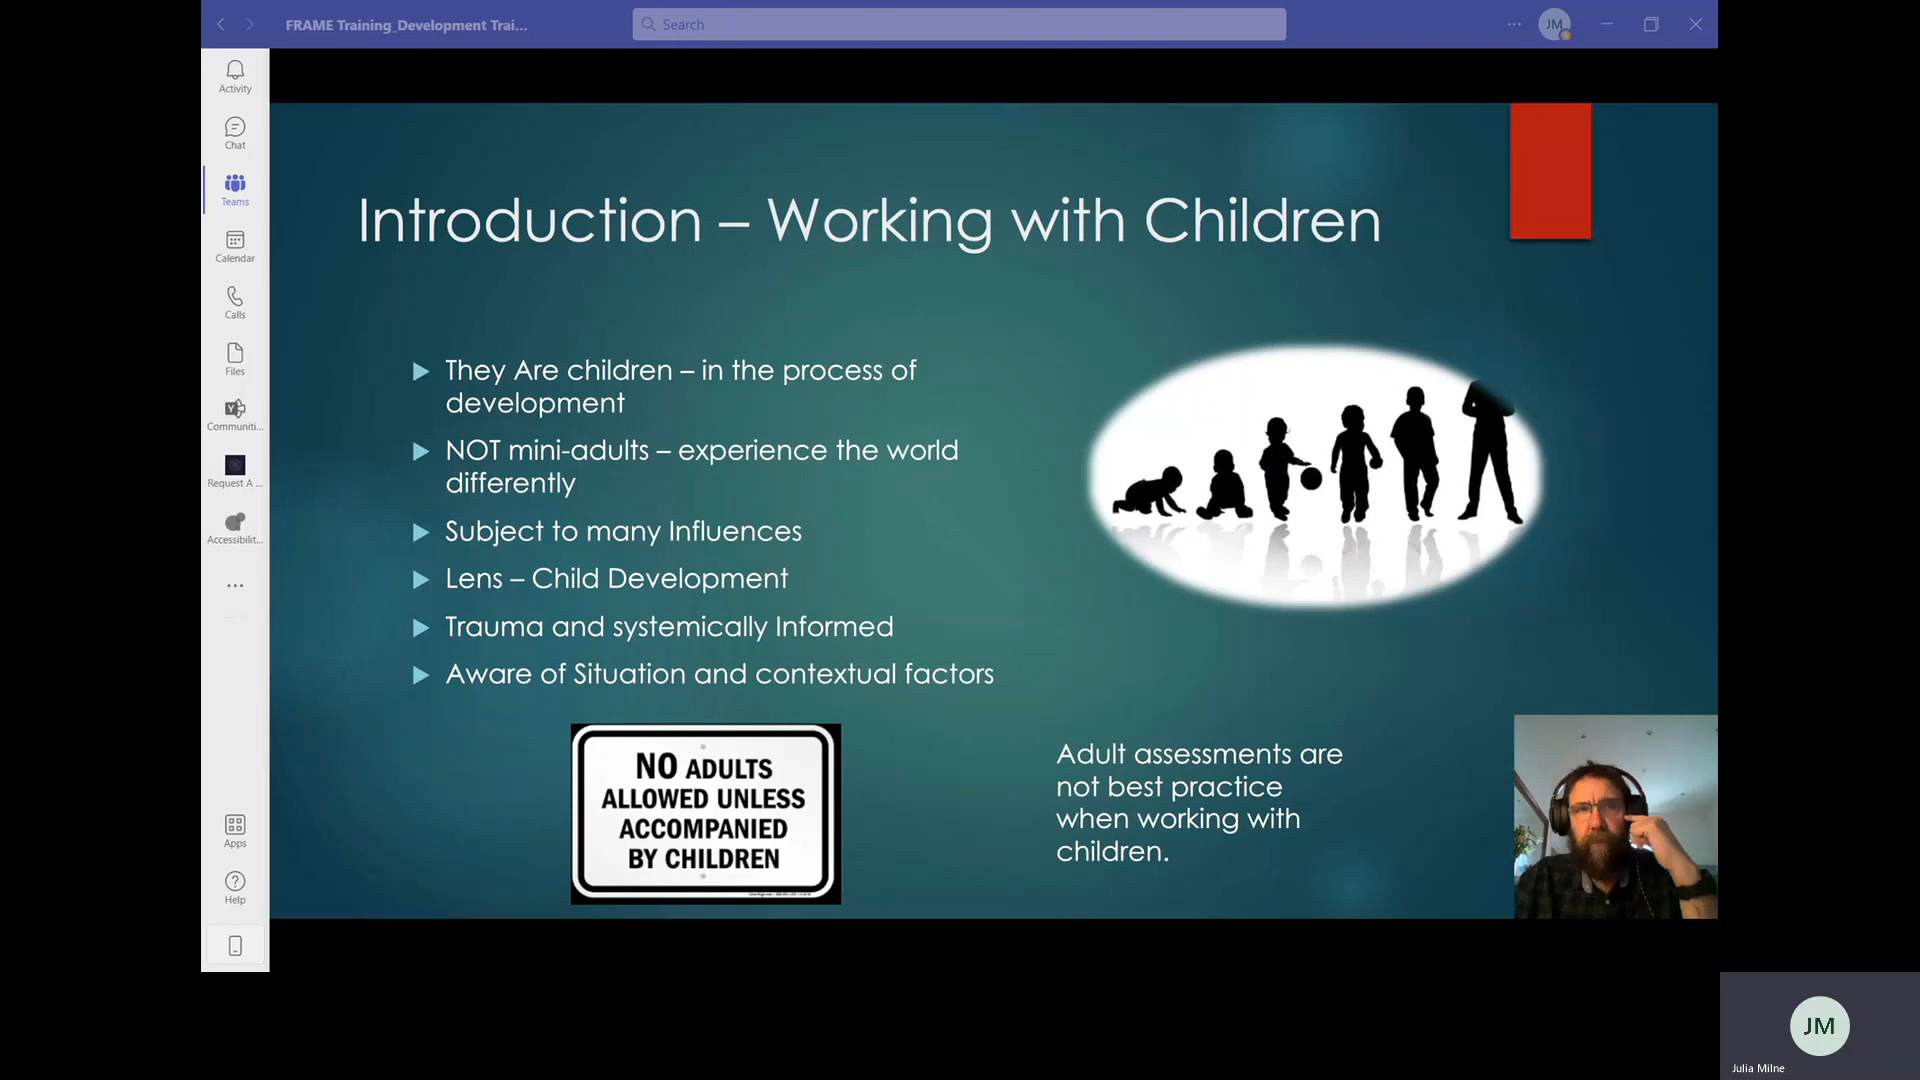 FRAME Training_Development Trai...
Search
JM
Activity
Chat
Teams
Calendar
Calls
Files
Communiti...
Request A ...
Accessibilit...
Apps
Help
Introduction – Working with Children
They Are children – in the process of
development
NOT mini-adults – experience the world
differently
Subject to many Influences
Lens – Child Development
Trauma and systemically Informed
Aware of Situation and contextual factors
NO ADULTS
ALLOWED UNLESS
ACCOMPANIED
BY CHILDREN
Adult assessments are
not best practice
when working with
children.
JM
Julia Milne